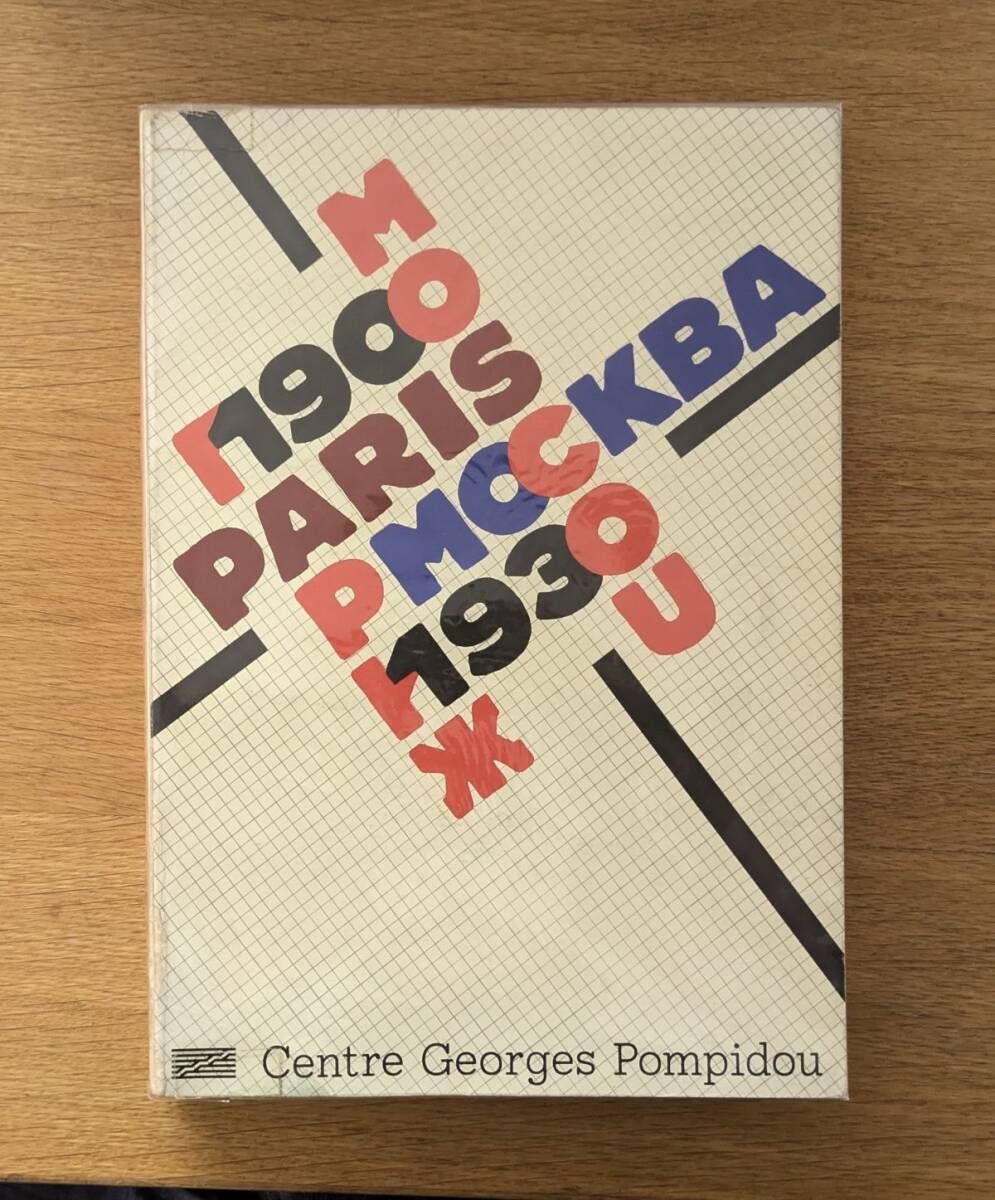 MOSCOU
1900
PARIS
МОСКВА
1930
ПАРИЖ
Centre Georges Pompidou